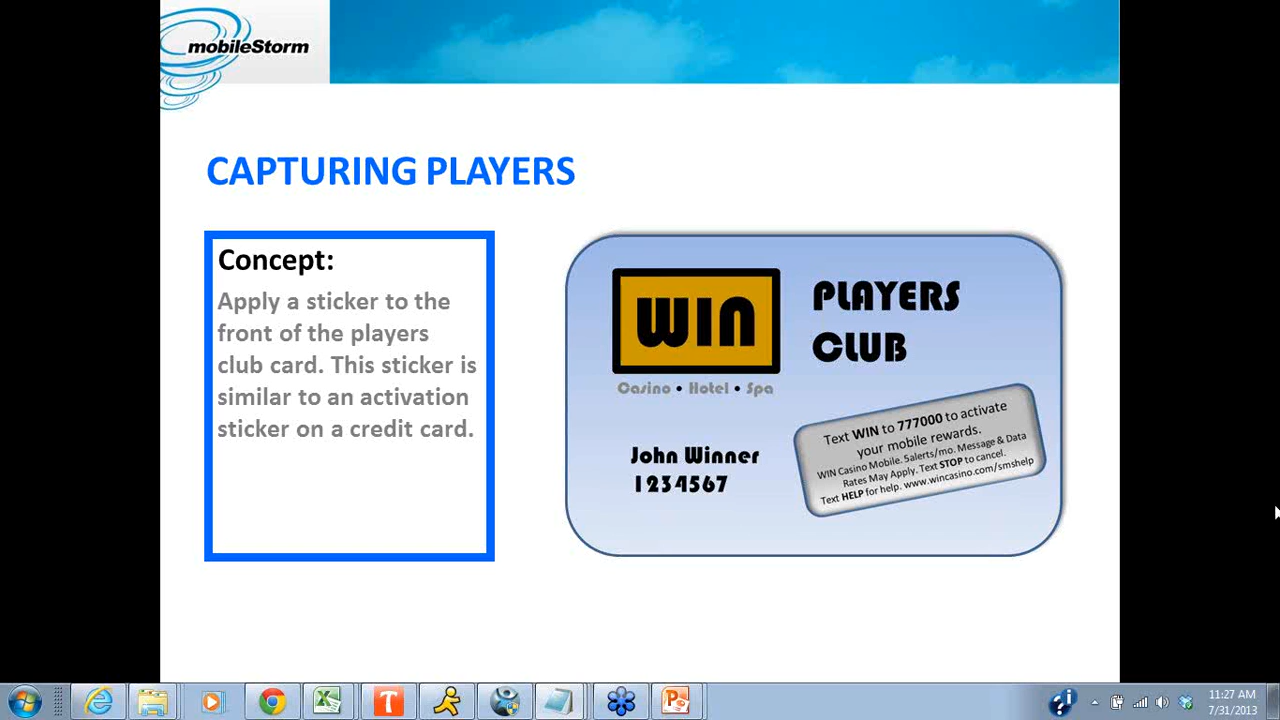 mobileStorm
CAPTURING PLAYERS
Concept:
Apply a sticker to the
front of the players
club card. This sticker is
similar to an activation
sticker on a credit card.
WIN
Casino • Hotel • Spa
PLAYERS
CLUB
John Winner
1234567
Text WIN to 777000 to activate
your mobile rewards.
WIN Casino Mobile. 5alerts/mo. Message & Data
Rates May Apply. Text STOP to cancel.
Text HELP for help. www.wincasino.com/smshelp
11:27 AM
7/31/2013